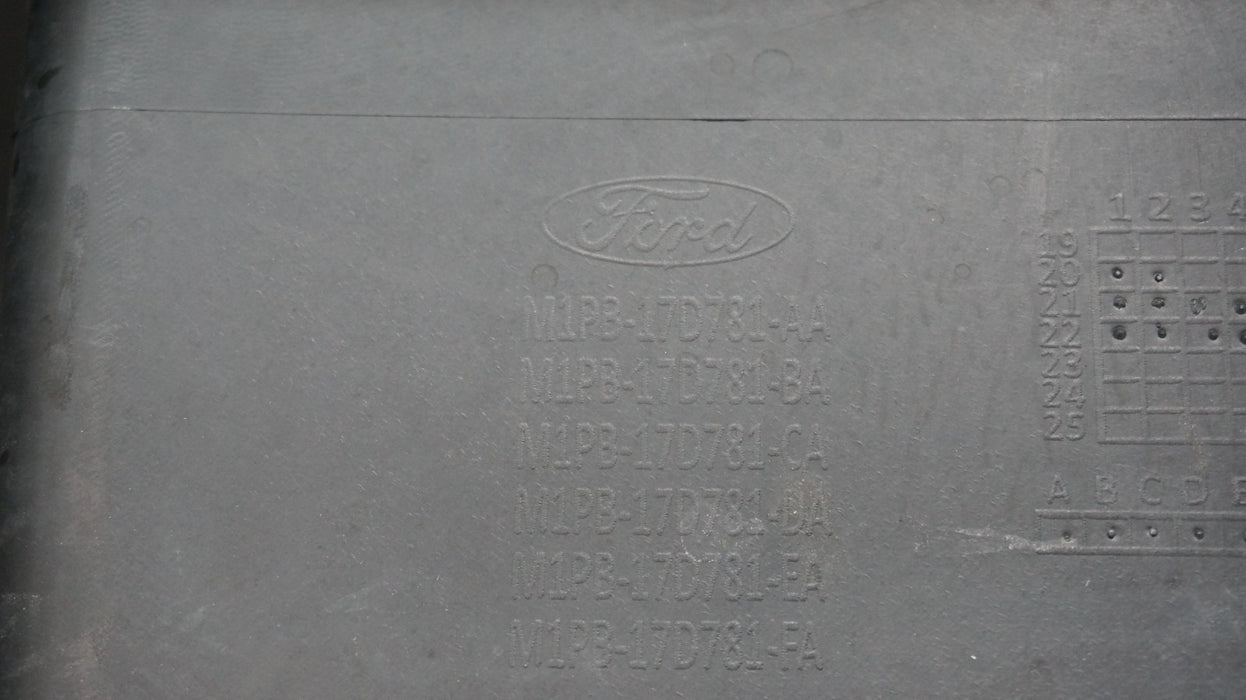 Ford
M1PB-17D781-AA
M1PB-17D781-BA
M1PB-17D781-CA
M1PB-17D781-DA
M1PB-17D781-EA
M1PB-17D781-FA
1 2 3 4
19
20
21
22
23
24
25
A B C D E